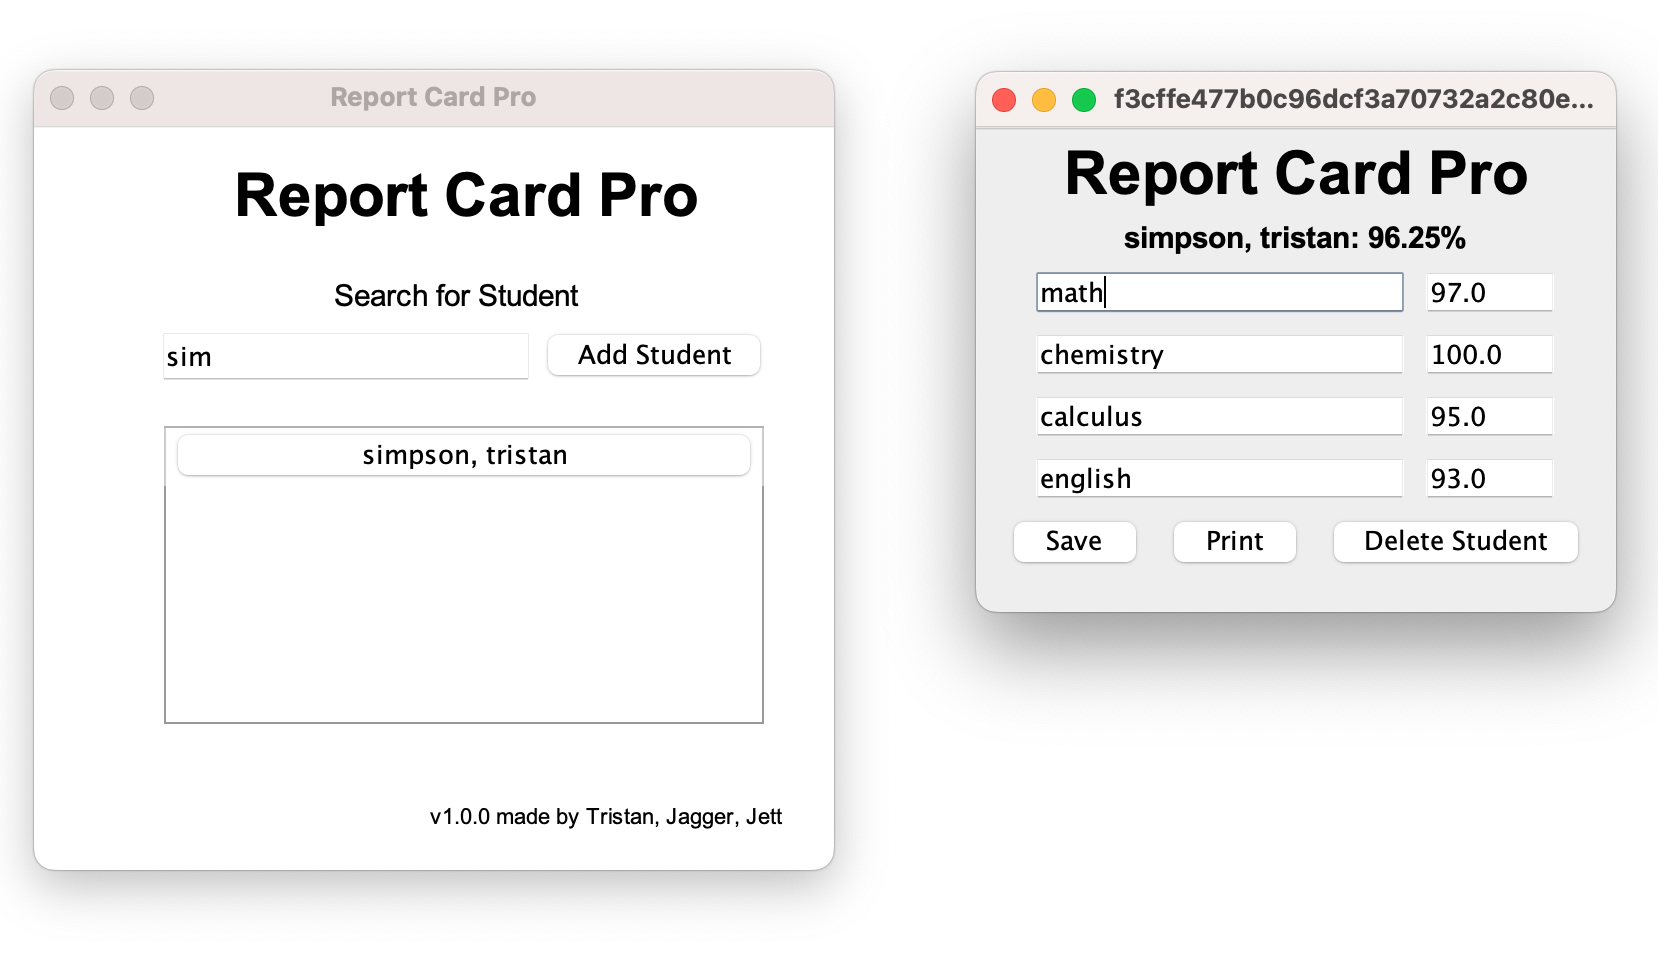 Report Card Pro
Report Card Pro
Search for Student
sim
Add Student
simpson, tristan
v1.0.0 made by Tristan, Jagger, Jett
f3cffe477b0c96dcf3a70732a2c80e...
Report Card Pro
simpson, tristan: 96.25%
math 97.0
chemistry 100.0
calculus 95.0
english 93.0
Save Print Delete Student